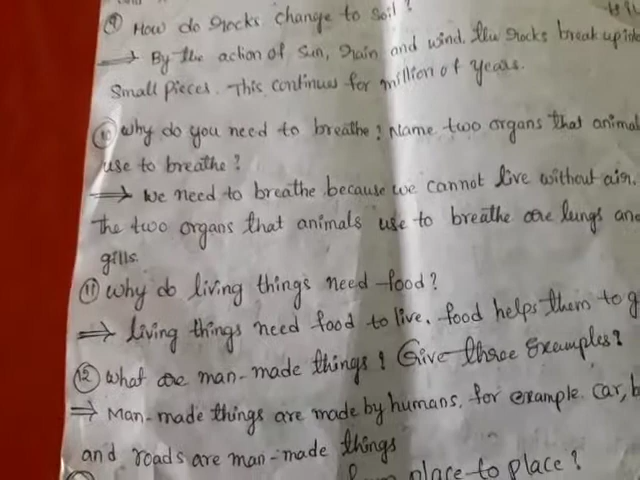 ⑨ How do rocks change to soil?
→ By the action of sun, rain and wind. the rocks break up into
small pieces. This continues for million of years.
⑩ why do you need to breathe? Name two organs that animal
use to breathe?
⇒ we need to breathe because we cannot live without air.
the two organs that animals use to breathe are lungs and
gills.
⑪ why do living things need food?
⇒ living things need food to live. food helps them to g
⑫ what are man-made things? Give three examples?
⇒ Man-made things are made by humans. for example. car, b
and roads are man-made things
place to place?